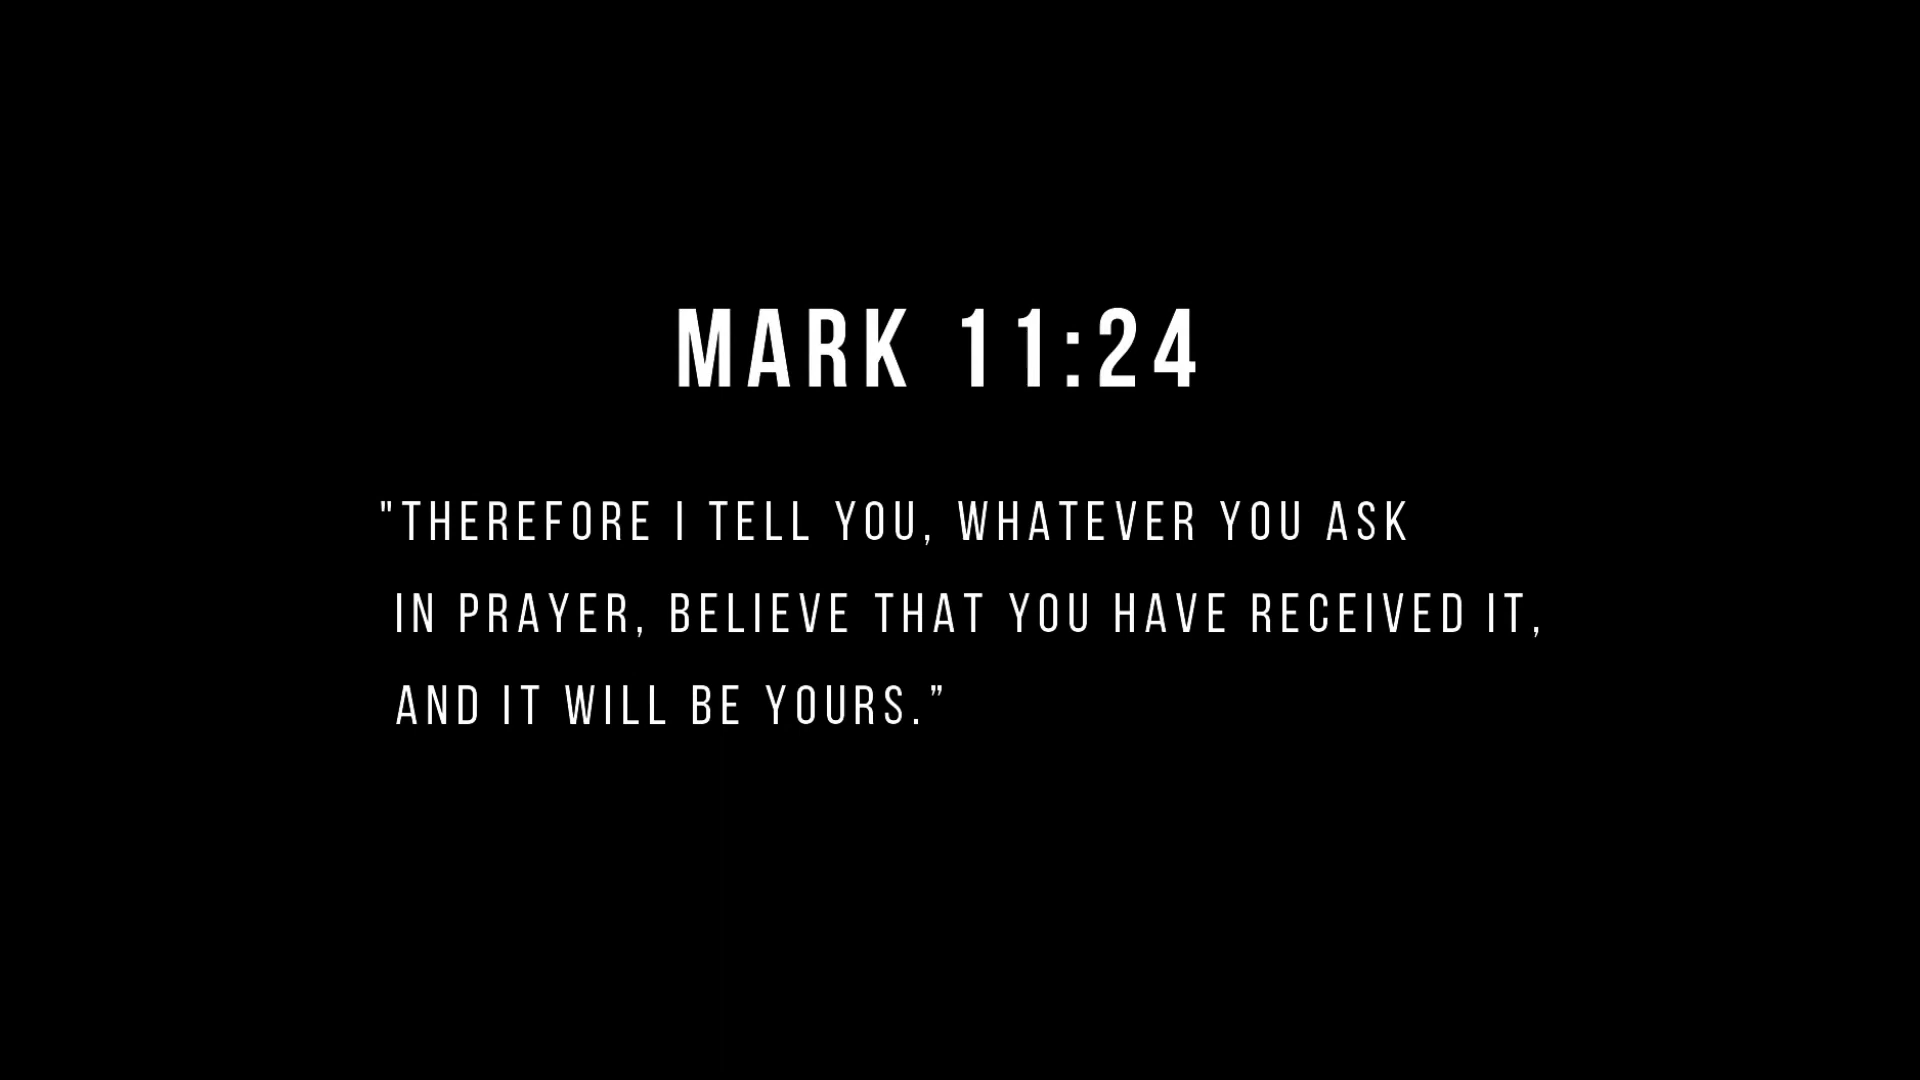 MARK 11:24
"THEREFORE I TELL YOU, WHATEVER YOU ASK
IN PRAYER, BELIEVE THAT YOU HAVE RECEIVED IT,
AND IT WILL BE YOURS.”